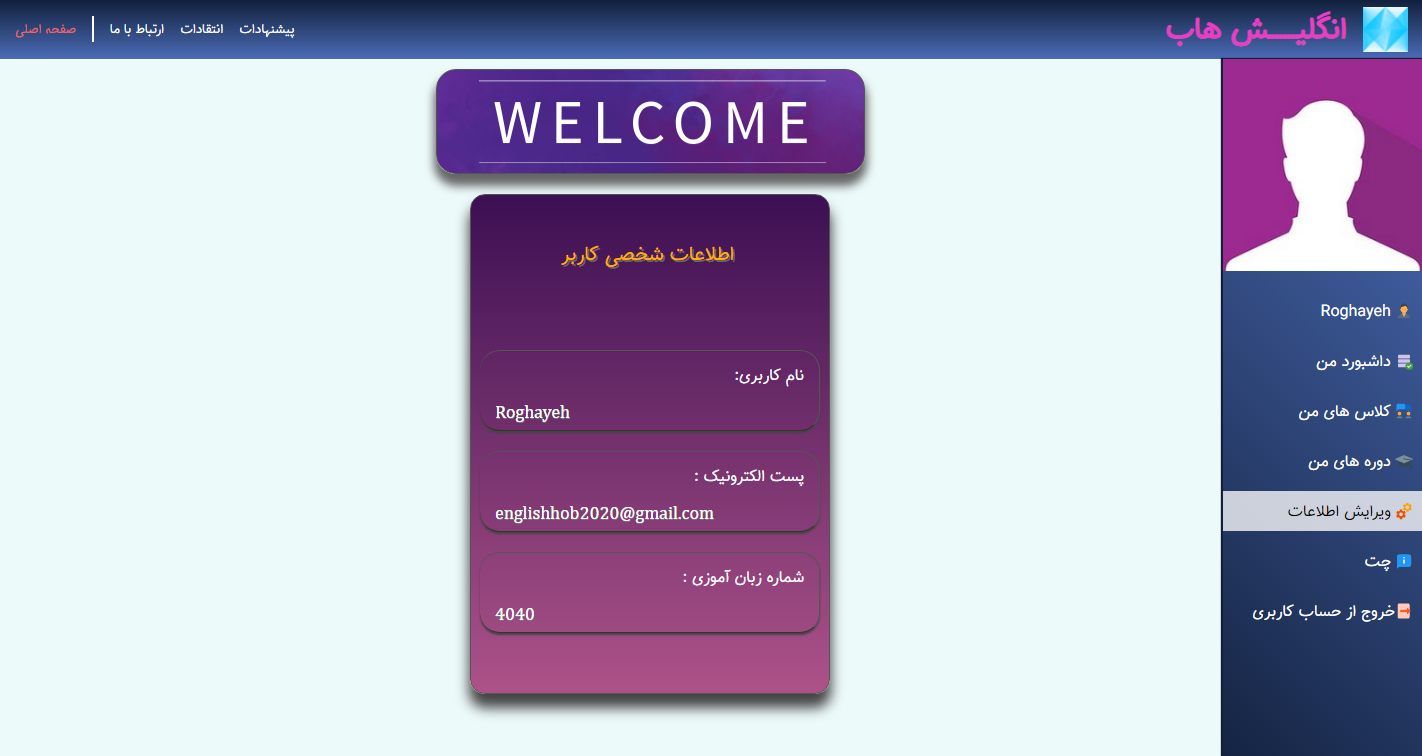 انگلیـــش هاب
پیشنهادات
انتقادات
ارتباط با ما
صفحه اصلی
WELCOME
اطلاعات شخصی کاربر
نام کاربری:
Roghayeh
پست الکترونیک :
englishhob2020@gmail.com
شماره زبان آموزی :
4040
Roghayeh
داشبورد من
کلاس های من
دوره های من
ویرایش اطلاعات
چت
خروج از حساب کاربری